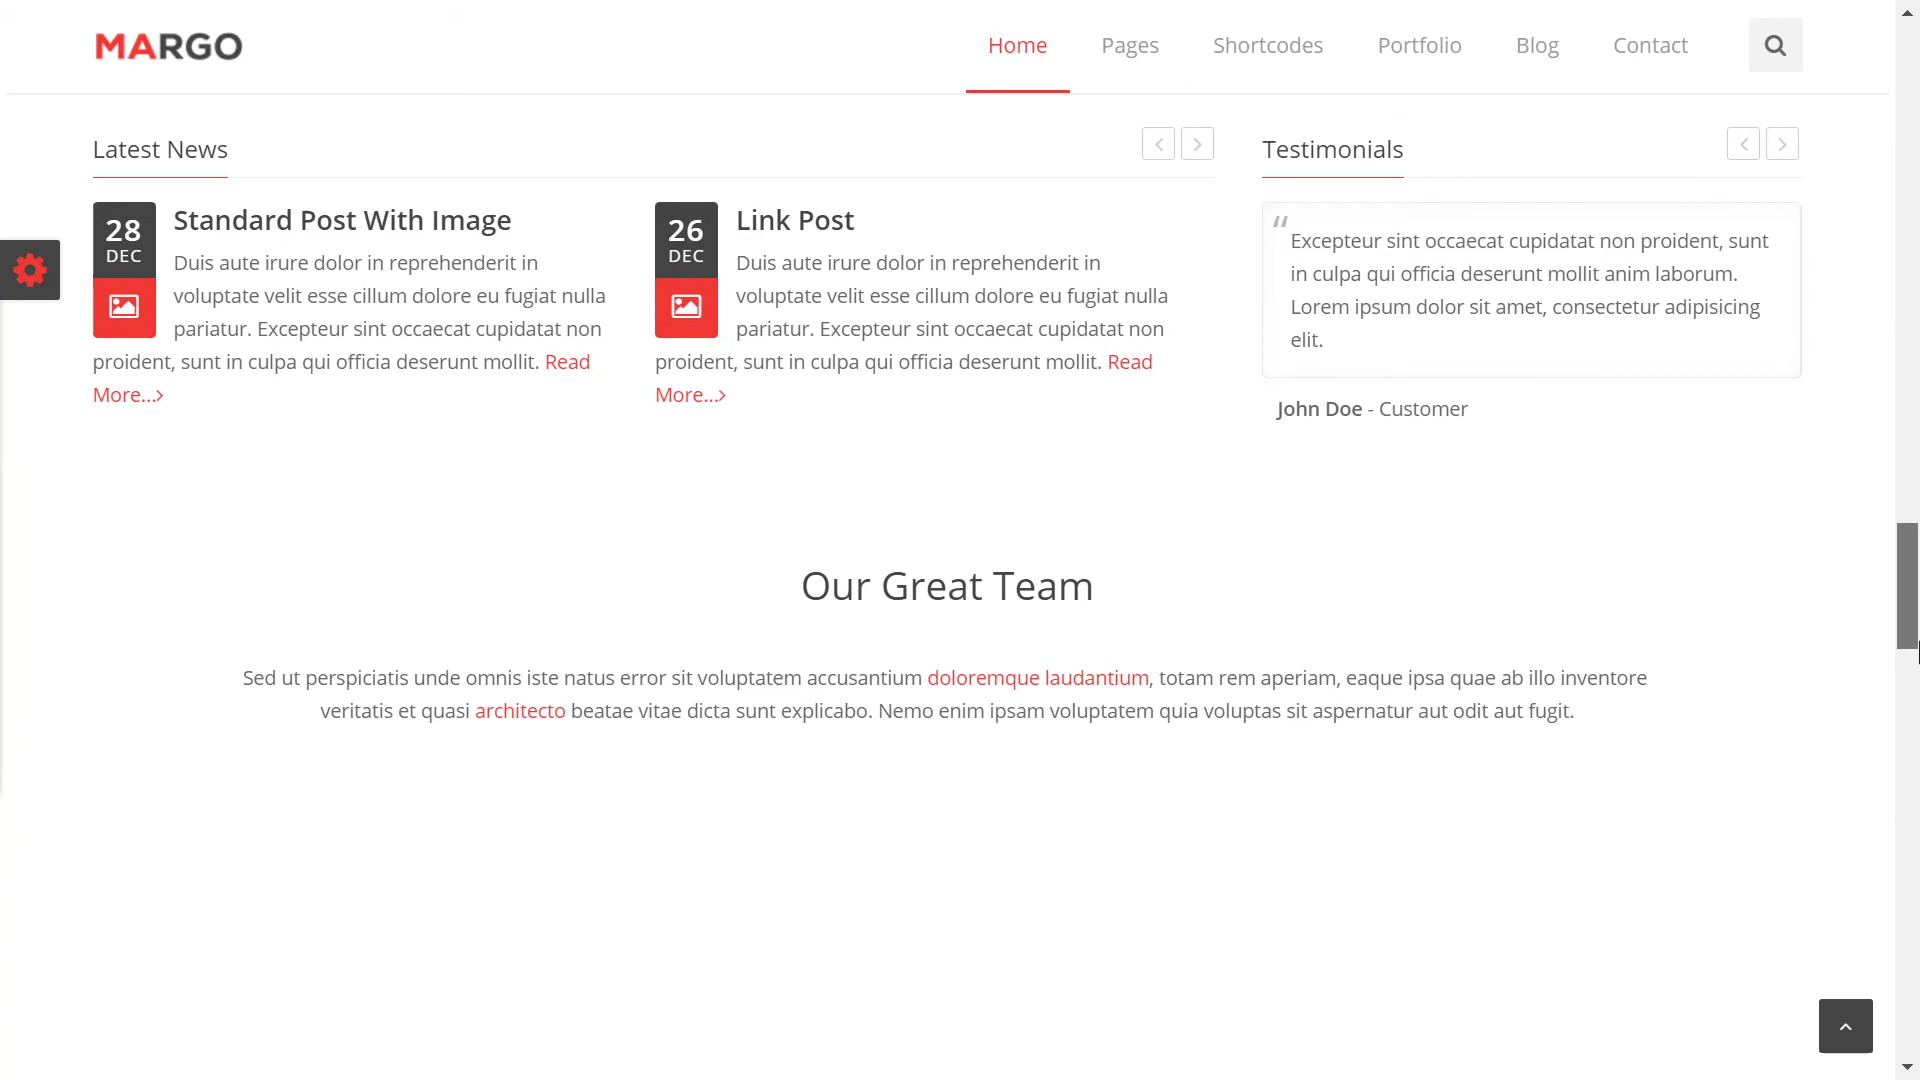 MARGO
Home Pages Shortcodes Portfolio Blog Contact
Latest News
28
DEC
Standard Post With Image
Duis aute irure dolor in reprehenderit in
voluptate velit esse cillum dolore eu fugiat nulla
pariatur. Excepteur sint occaecat cupidatat non
proident, sunt in culpa qui officia deserunt mollit. Read
More...
26
DEC
Link Post
Duis aute irure dolor in reprehenderit in
voluptate velit esse cillum dolore eu fugiat nulla
pariatur. Excepteur sint occaecat cupidatat non
proident, sunt in culpa qui officia deserunt mollit. Read
More...
Testimonials
“
Excepteur sint occaecat cupidatat non proident, sunt
in culpa qui officia deserunt mollit anim laborum.
Lorem ipsum dolor sit amet, consectetur adipisicing
elit.
John Doe - Customer
Our Great Team
Sed ut perspiciatis unde omnis iste natus error sit voluptatem accusantium doloremque laudantium, totam rem aperiam, eaque ipsa quae ab illo inventore
veritatis et quasi architecto beatae vitae dicta sunt explicabo. Nemo enim ipsam voluptatem quia voluptas sit aspernatur aut odit aut fugit.